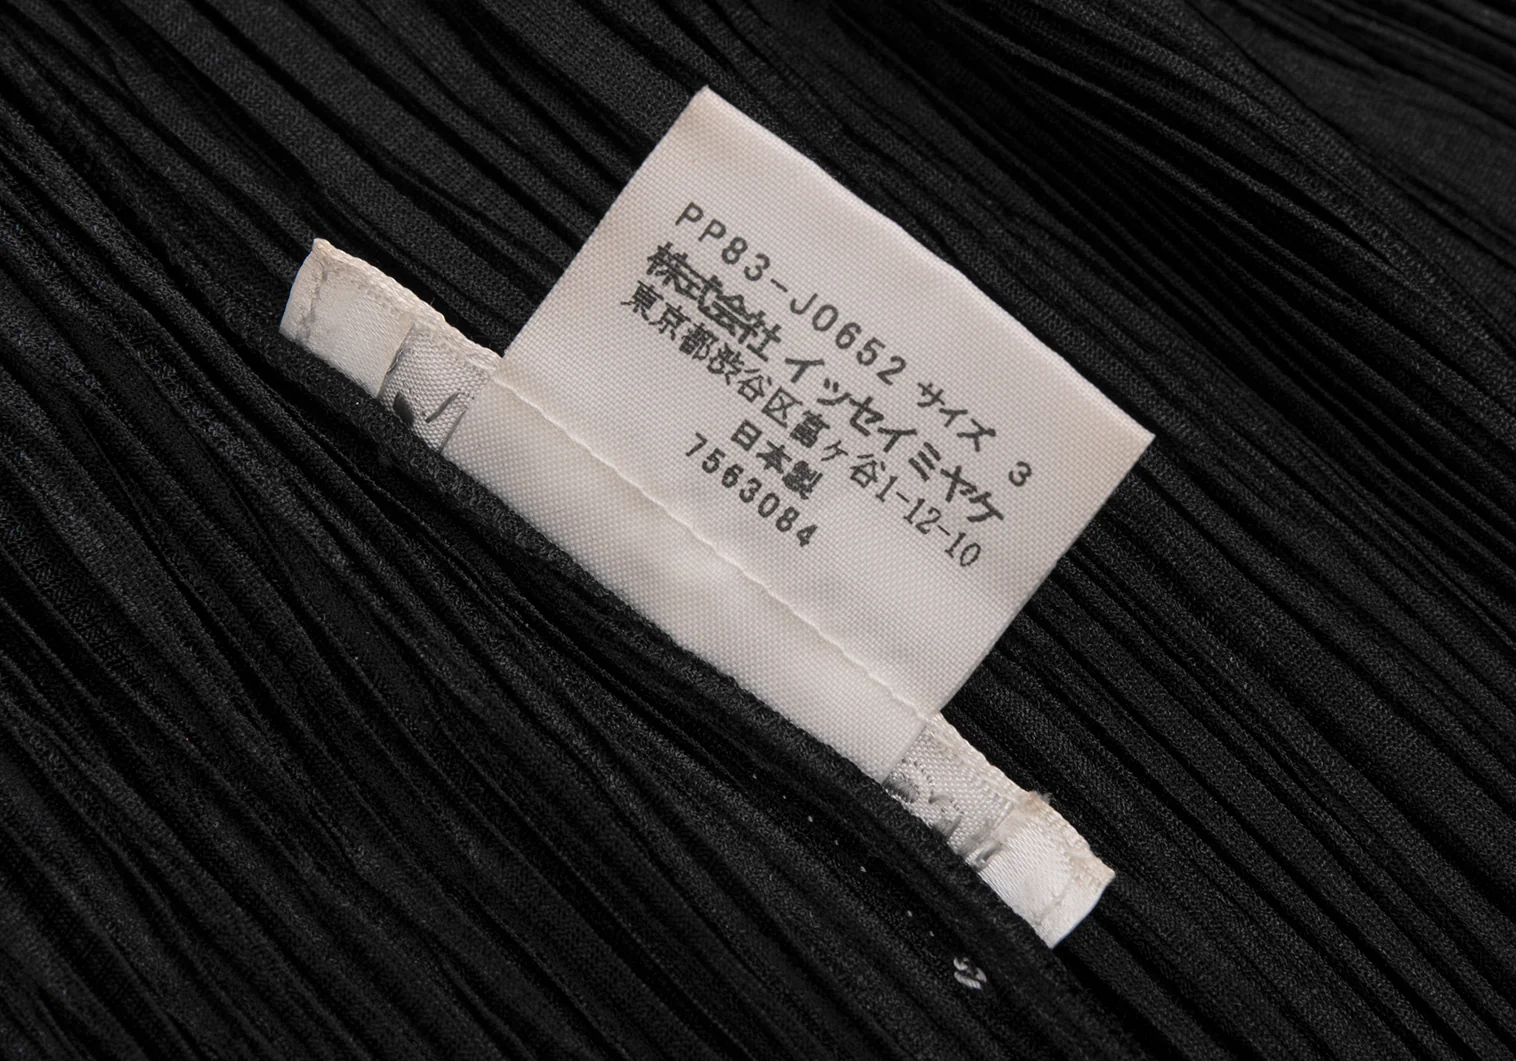 PP83-J0652 サイズ 3
株式会社 イッセイミヤケ
東京都渋谷区富ヶ谷1-12-10
日本製
7563084